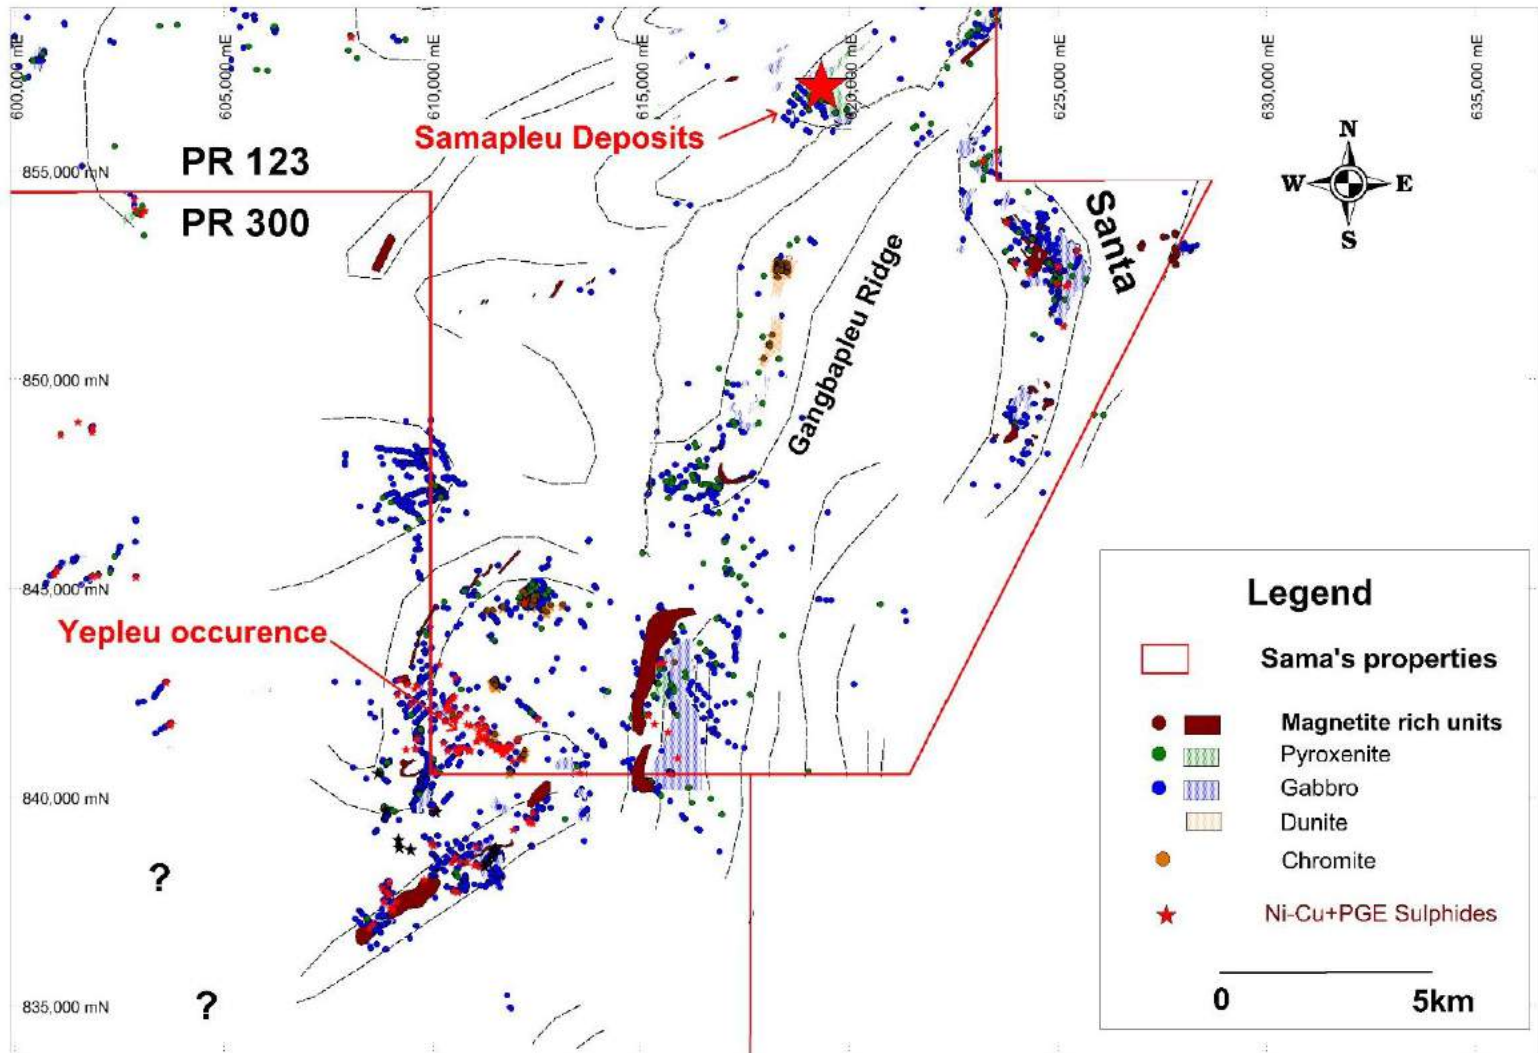 600,000 mE
605,000 mE
610,000 mE
615,000 mE
620,000 mE
625,000 mE
630,000 mE
635,000 mE
Samapleu Deposits
N
W E
S
PR 123
855,000 mN
PR 300
Santa
Gangbapleu Ridge
850,000 mN
845,000 mN
Yepleu occurence
840,000 mN
?
?
835,000 mN
Legend
Sama's properties
Magnetite rich units
Pyroxenite
Gabbro
Dunite
Chromite
Ni-Cu+PGE Sulphides
0 5km